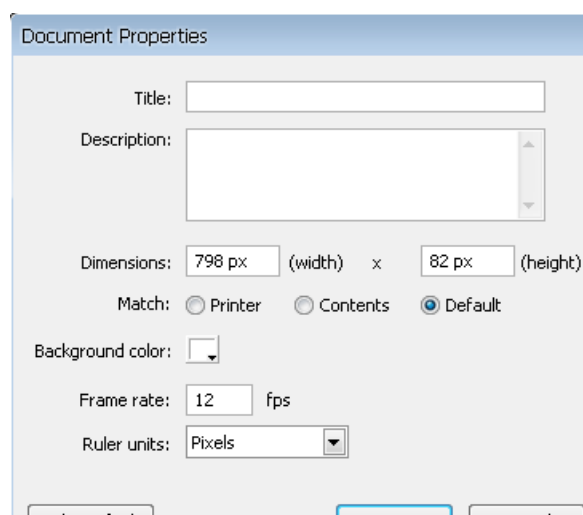 Document Properties
Title:
Description:
Dimensions: 798 px (width) x 82 px (height)
Match: Printer Contents Default
Background color:
Frame rate: 12 fps
Ruler units: Pixels